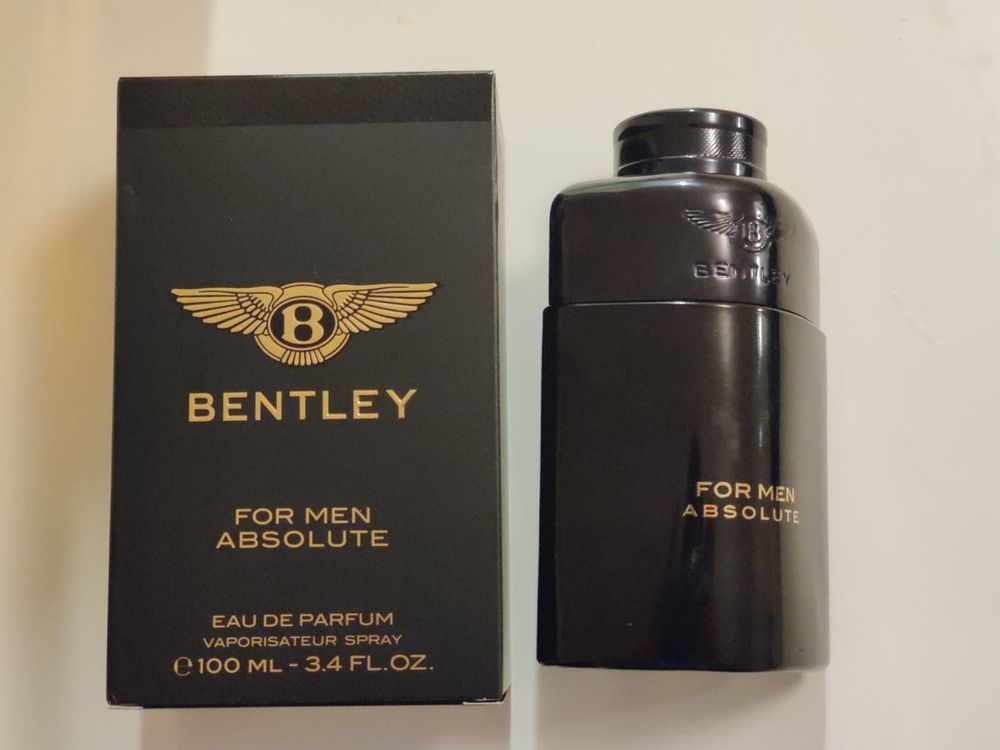 B
BENTLEY
FOR MEN
ABSOLUTE
EAU DE PARFUM
VAPORISATEUR SPRAY
℮ 100 ML - 3.4 FL.OZ.
B
BENTLEY
FOR MEN
ABSOLUTE